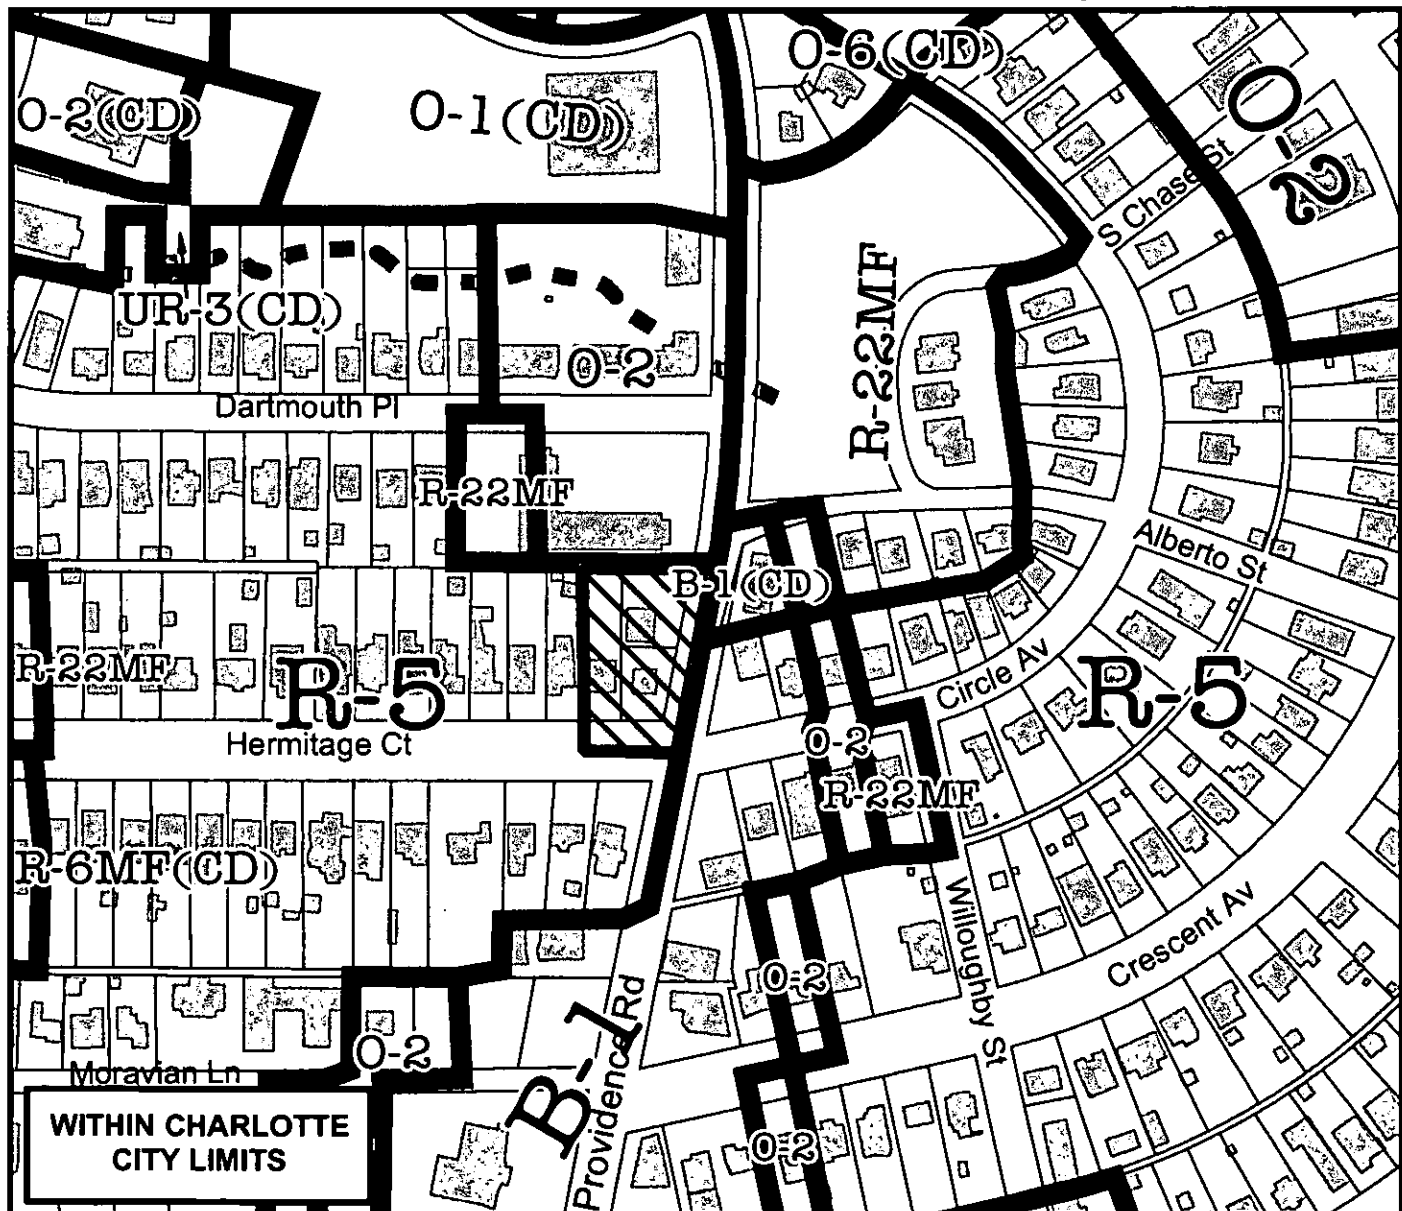 O-6(CD)
O-2(CD)
O-1(CD)
O-2
S Chase St
UR-3(CD)
R-22MF
O-2
Dartmouth Pl
R-22MF
Alberto St
B-1(CD)
R-22MF
R-5
Circle Av
R-5
Hermitage Ct
O-2
R-22MF
R-6MF(CD)
Willoughby St
Crescent Av
O-2
B-1
Providence Rd
O-2
Moravian Ln
WITHIN CHARLOTTE
CITY LIMITS
O-2